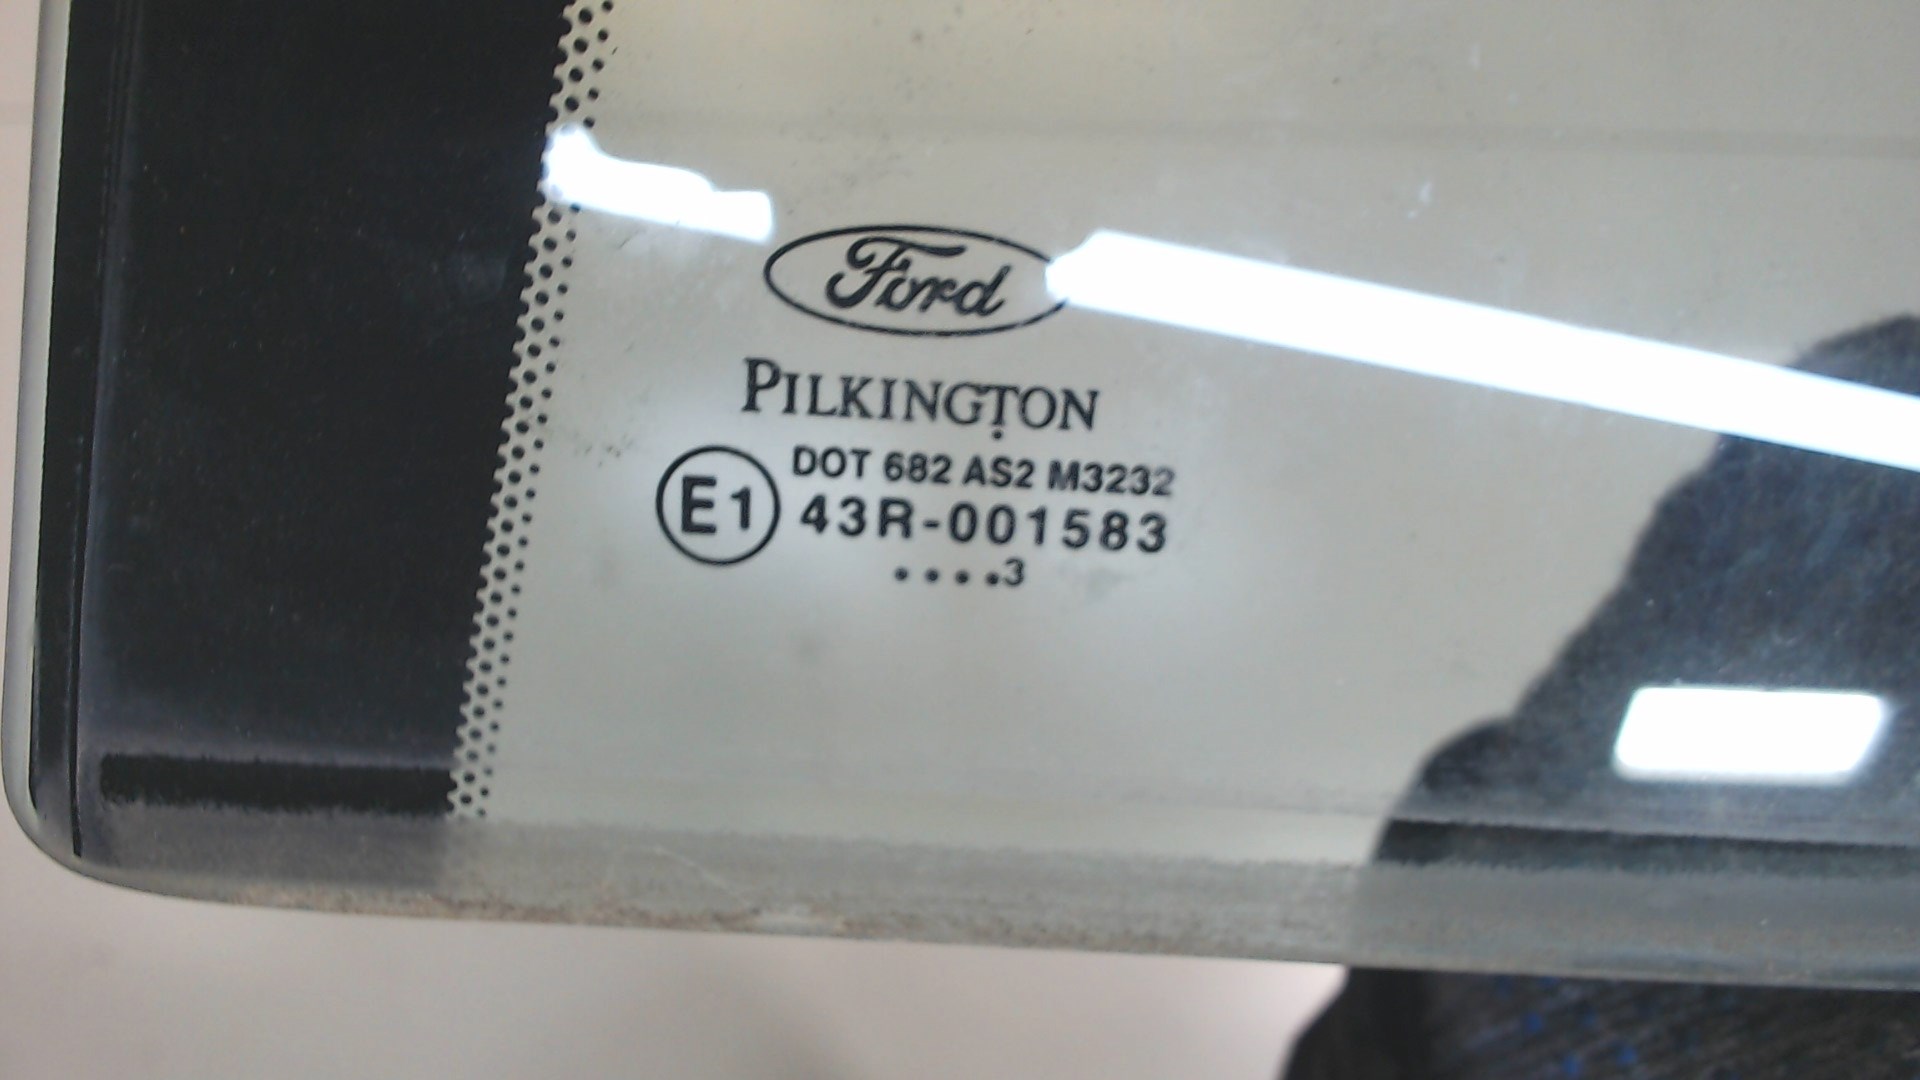 Ford
PILKINGTON
DOT 682 AS2 M3232
E1 43R-001583
....3